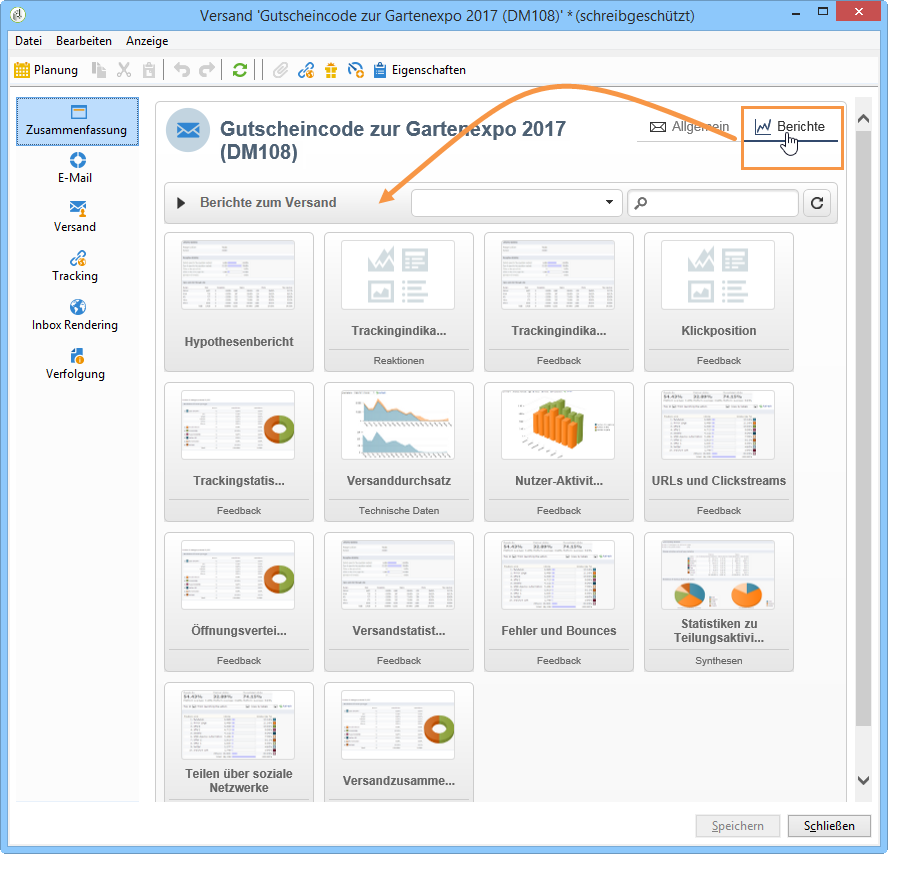 Versand 'Gutscheincode zur Gartenexpo 2017 (DM108)' * (schreibgeschützt)
Datei Bearbeiten Anzeige
Planung Eigenschaften
Zusammenfassung
E-Mail
Versand
Tracking
Inbox Rendering
Verfolgung
Gutscheincode zur Gartenexpo 2017
(DM108)
Allgemein Berichte
Berichte zum Versand
Hypothesenbericht
Trackingindika...
Reaktionen
Trackingindika...
Feedback
Klickposition
Feedback
Trackingstatis...
Feedback
Versanddurchsatz
Technische Daten
Nutzer-Aktivit...
Feedback
URLs und Clickstreams
Feedback
Öffnungsvertei...
Feedback
Versandstatist...
Feedback
Fehler und Bounces
Feedback
Statistiken zu
Teilungsaktivi...
Synthesen
Teilen über soziale
Netzwerke
Versandzusamme...
Speichern Schließen